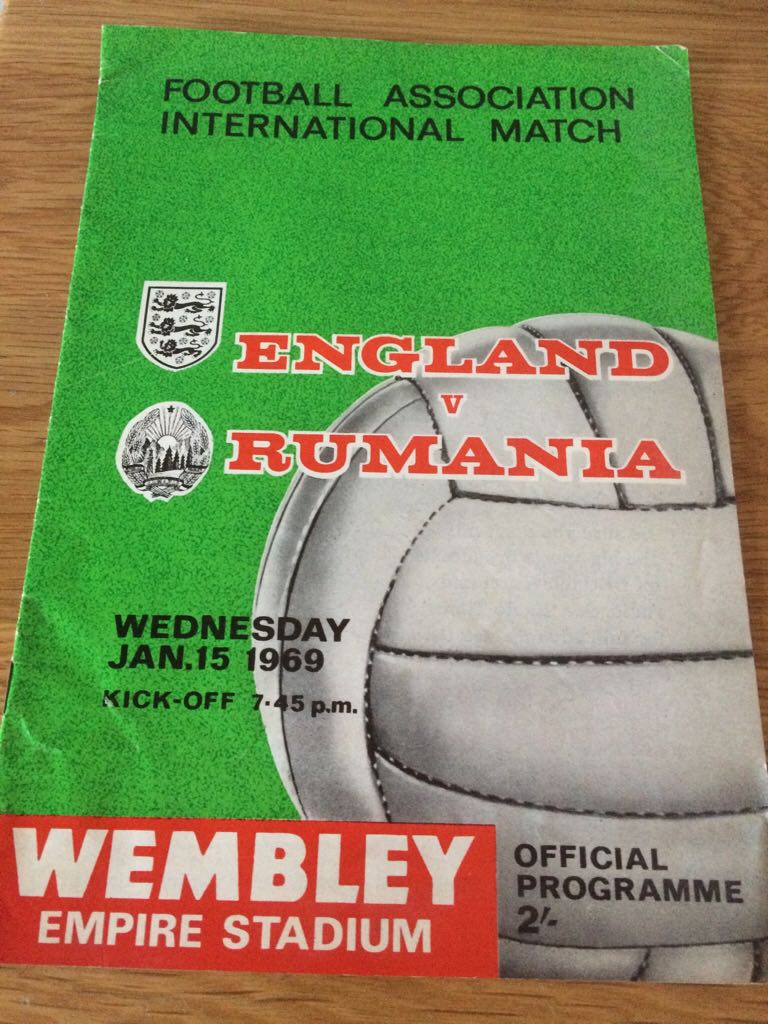 FOOTBALL ASSOCIATION
INTERNATIONAL MATCH
ENGLAND
V
RUMANIA
WEDNESDAY
JAN.15 1969
KICK-OFF 7·45 p.m.
WEMBLEY
EMPIRE STADIUM
OFFICIAL
PROGRAMME
2/-